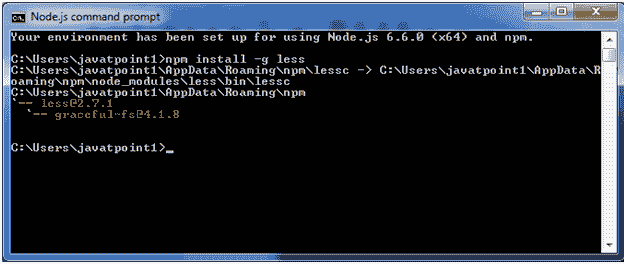 Node.js command prompt
Your environment has been set up for using Node.js 6.6.0 (x64) and npm.
C:\Users\javatpoint1>npm install -g less
C:\Users\javatpoint1\AppData\Roaming\npm\lessc -> C:\Users\javatpoint1\AppData\R
oaming\npm\node_modules\less\bin\lessc
C:\Users\javatpoint1\AppData\Roaming\npm
`-- less@2.7.1
  `-- graceful-fs@4.1.8
C:\Users\javatpoint1>_